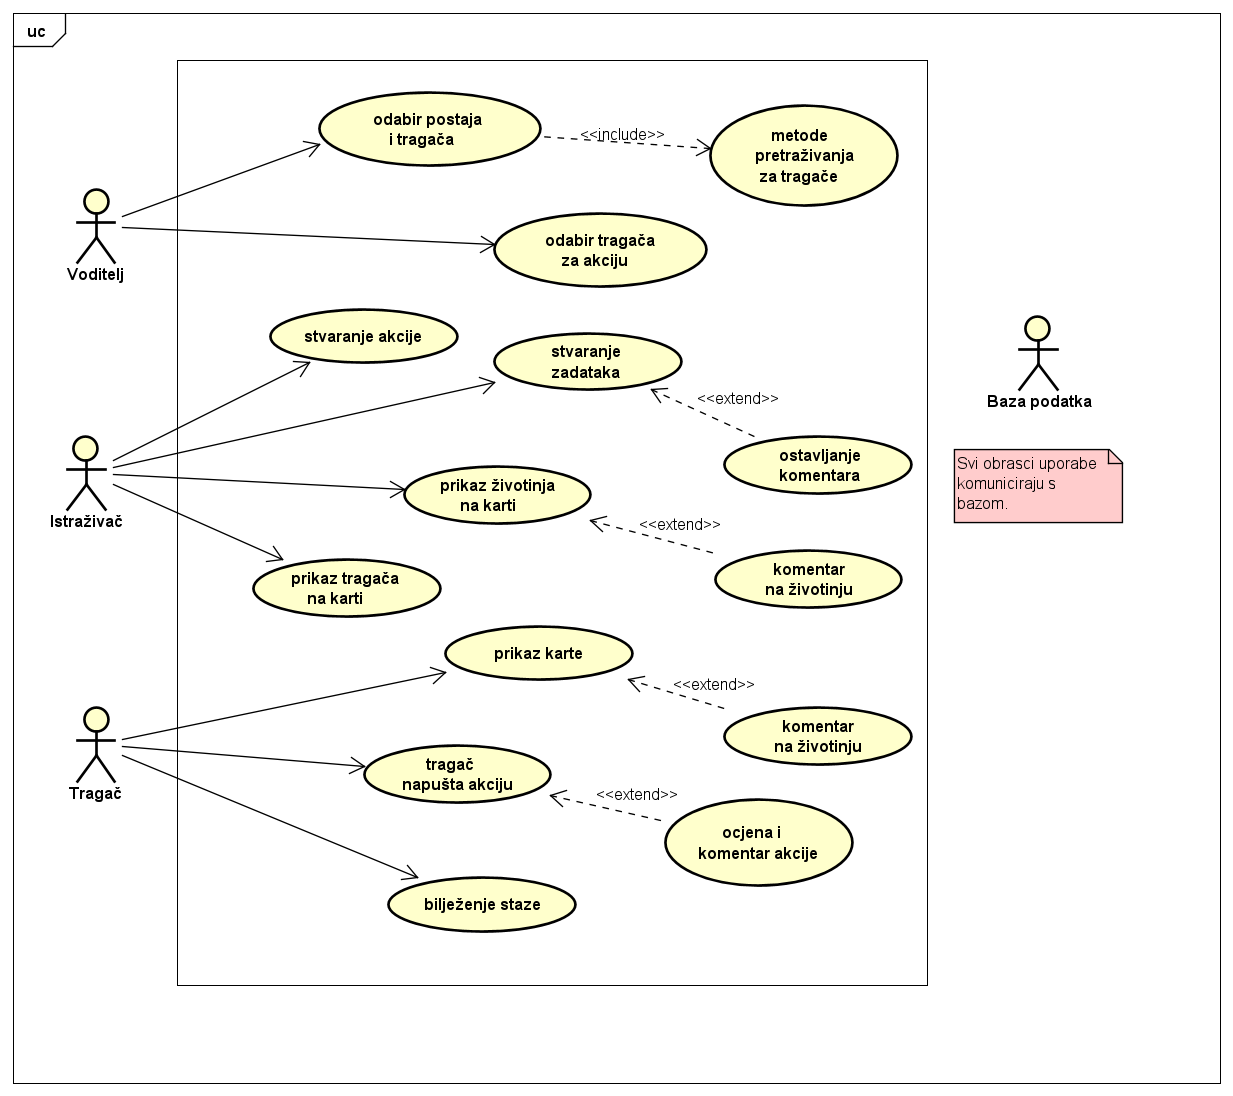 uc
odabir postaja
i tragača
<<include>>
metode
pretraživanja
za tragače
Voditelj
odabir tragača
za akciju
stvaranje akcije
stvaranje
zadataka
<<extend>>
ostavljanje
komentara
Baza podatka
Svi obrasci uporabe
komuniciraju s
bazom.
Istraživač
prikaz životinja
na karti
<<extend>>
komentar
na životinju
prikaz tragača
na karti
prikaz karte
<<extend>>
komentar
na životinju
Tragač
tragač
napušta akciju
<<extend>>
ocjena i
komentar akcije
bilježenje staze